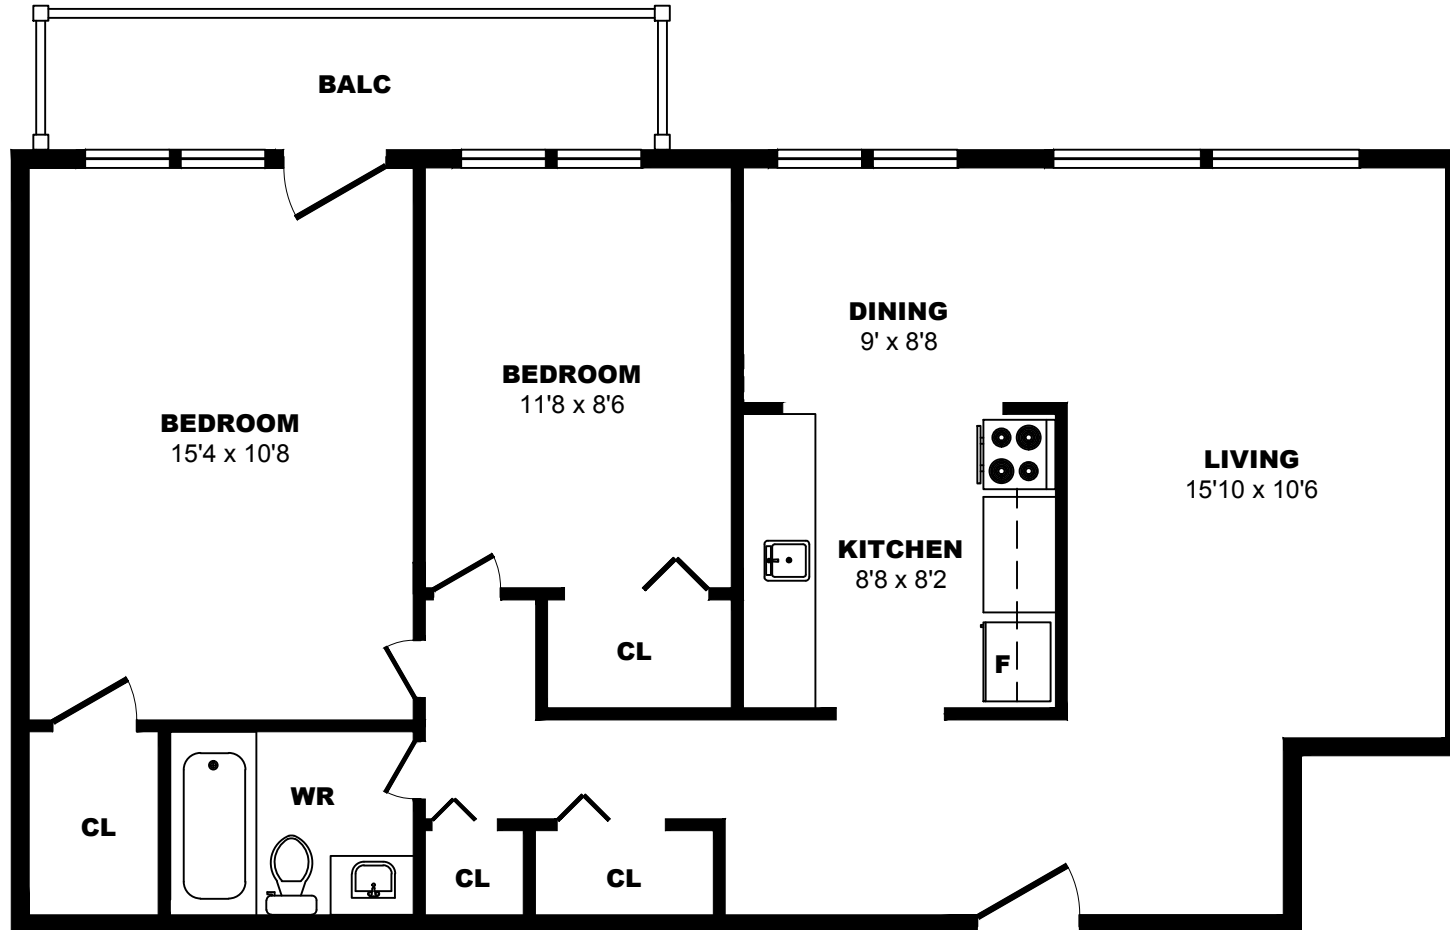 BALC
DINING
9' x 8'8
BEDROOM
11'8 x 8'6
BEDROOM
15'4 x 10'8
LIVING
15'10 x 10'6
KITCHEN
8'8 x 8'2
CL
F
WR
CL
CL
CL